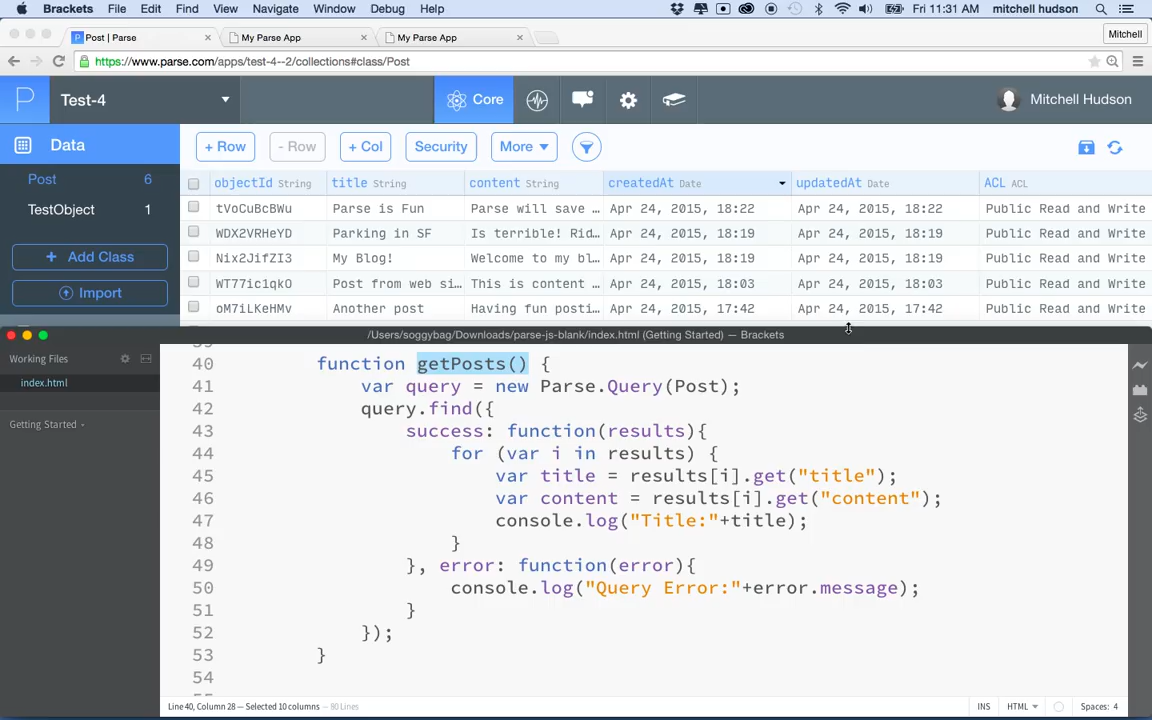 Brackets File Edit Find View Navigate Window Debug Help Fri 11:31 AM mitchell hudson
Post | Parse × My Parse App × My Parse App × Mitchell
https://www.parse.com/apps/test-4--2/collections#class/Post
P Test-4 Core Mitchell Hudson
Data + Row - Row + Col Security More
Post 6
TestObject 1
+ Add Class
Import
objectId String title String content String createdAt Date updatedAt Date ACL ACL
tVoCuBcBWu Parse is Fun Parse will save … Apr 24, 2015, 18:22 Apr 24, 2015, 18:22 Public Read and Write
WDX2VRHeYD Parking in SF Is terrible! Rid… Apr 24, 2015, 18:19 Apr 24, 2015, 18:19 Public Read and Write
Nix2JifZI3 My Blog! Welcome to my bl… Apr 24, 2015, 18:19 Apr 24, 2015, 18:19 Public Read and Write
WT77ic1qkO Post from web si… This is content … Apr 24, 2015, 18:03 Apr 24, 2015, 18:03 Public Read and Write
oM7iLKeHMv Another post Having fun posti… Apr 24, 2015, 17:42 Apr 24, 2015, 17:42 Public Read and Write
/Users/soggybag/Downloads/parse-js-blank/index.html (Getting Started) — Brackets
Working Files
index.html
Getting Started
40 function getPosts() {
41 var query = new Parse.Query(Post);
42 query.find({
43 success: function(results){
44 for (var i in results) {
45 var title = results[i].get("title");
46 var content = results[i].get("content");
47 console.log("Title:"+title);
48 }
49 }, error: function(error){
50 console.log("Query Error:"+error.message);
51 }
52 });
53 }
54
Line 40, Column 28 — Selected 10 columns — 90 Lines INS HTML Spaces: 4